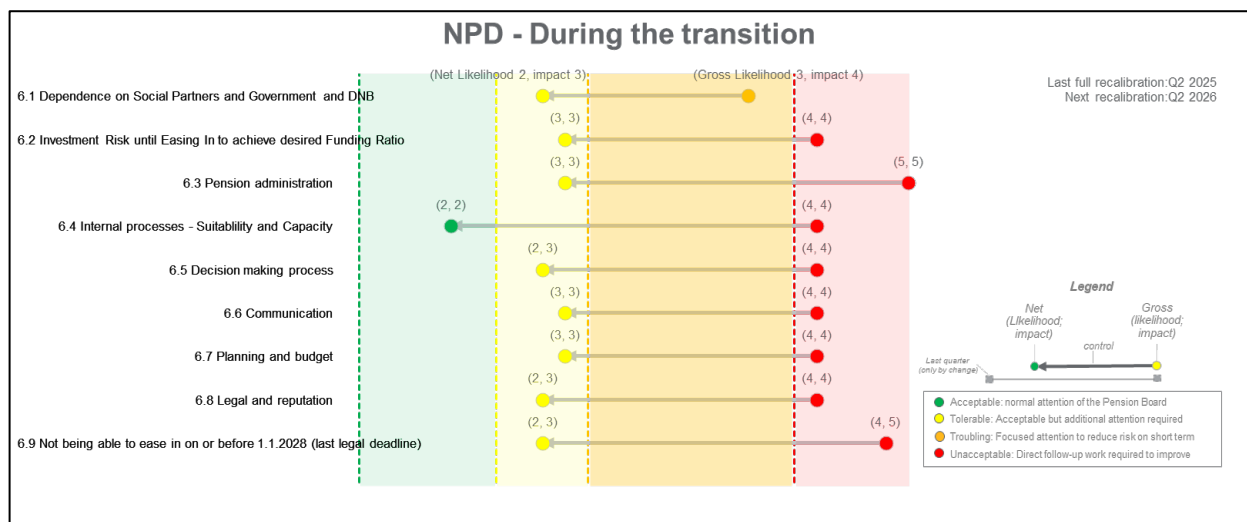 NPD - During the transition
(Net Likelihood 2, impact 3)
(Gross Likelihood 3, impact 4)
Last full recalibration:Q2 2025
Next recalibration:Q2 2026
6.1 Dependence on Social Partners and Government and DNB
(3, 3)
(4, 4)
6.2 Investment Risk until Easing In to achieve desired Funding Ratio
(3, 3)
(5, 5)
6.3 Pension administration
(2, 2)
(4, 4)
6.4 Internal processes - Suitablility and Capacity
(2, 3)
(4, 4)
6.5 Decision making process
(3, 3)
(4, 4)
6.6 Communication
(3, 3)
(4, 4)
6.7 Planning and budget
(2, 3)
(4, 4)
6.8 Legal and reputation
(2, 3)
(4, 5)
6.9 Not being able to ease in on or before 1.1.2028 (last legal deadline)
Legend
Net
(LIkelihood;
impact)
Gross
(likelihood;
impact)
control
Last quarter
(only by change)
Acceptable: normal attention of the Pension Board
Tolerable: Acceptable but additional attention required
Troubling: Focused attention to reduce risk on short term
Unacceptable: Direct follow-up work required to improve